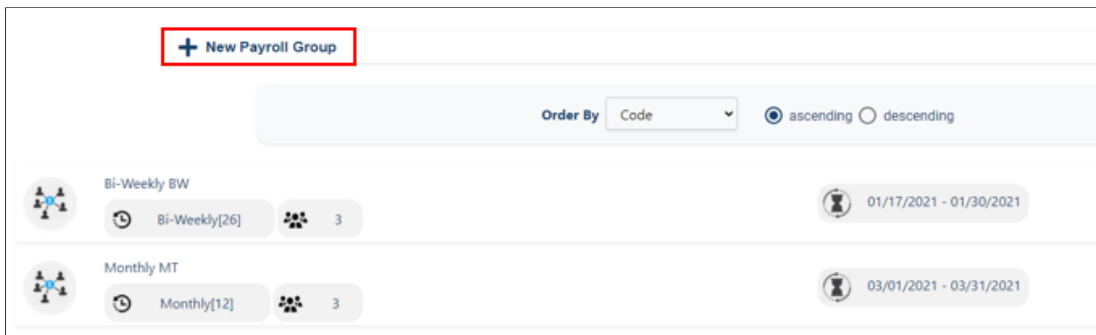 New Payroll Group
Order By Code ascending descending
Bi-Weekly BW
Bi-Weekly[26] 3 01/17/2021 - 01/30/2021
Monthly MT
Monthly[12] 3 03/01/2021 - 03/31/2021